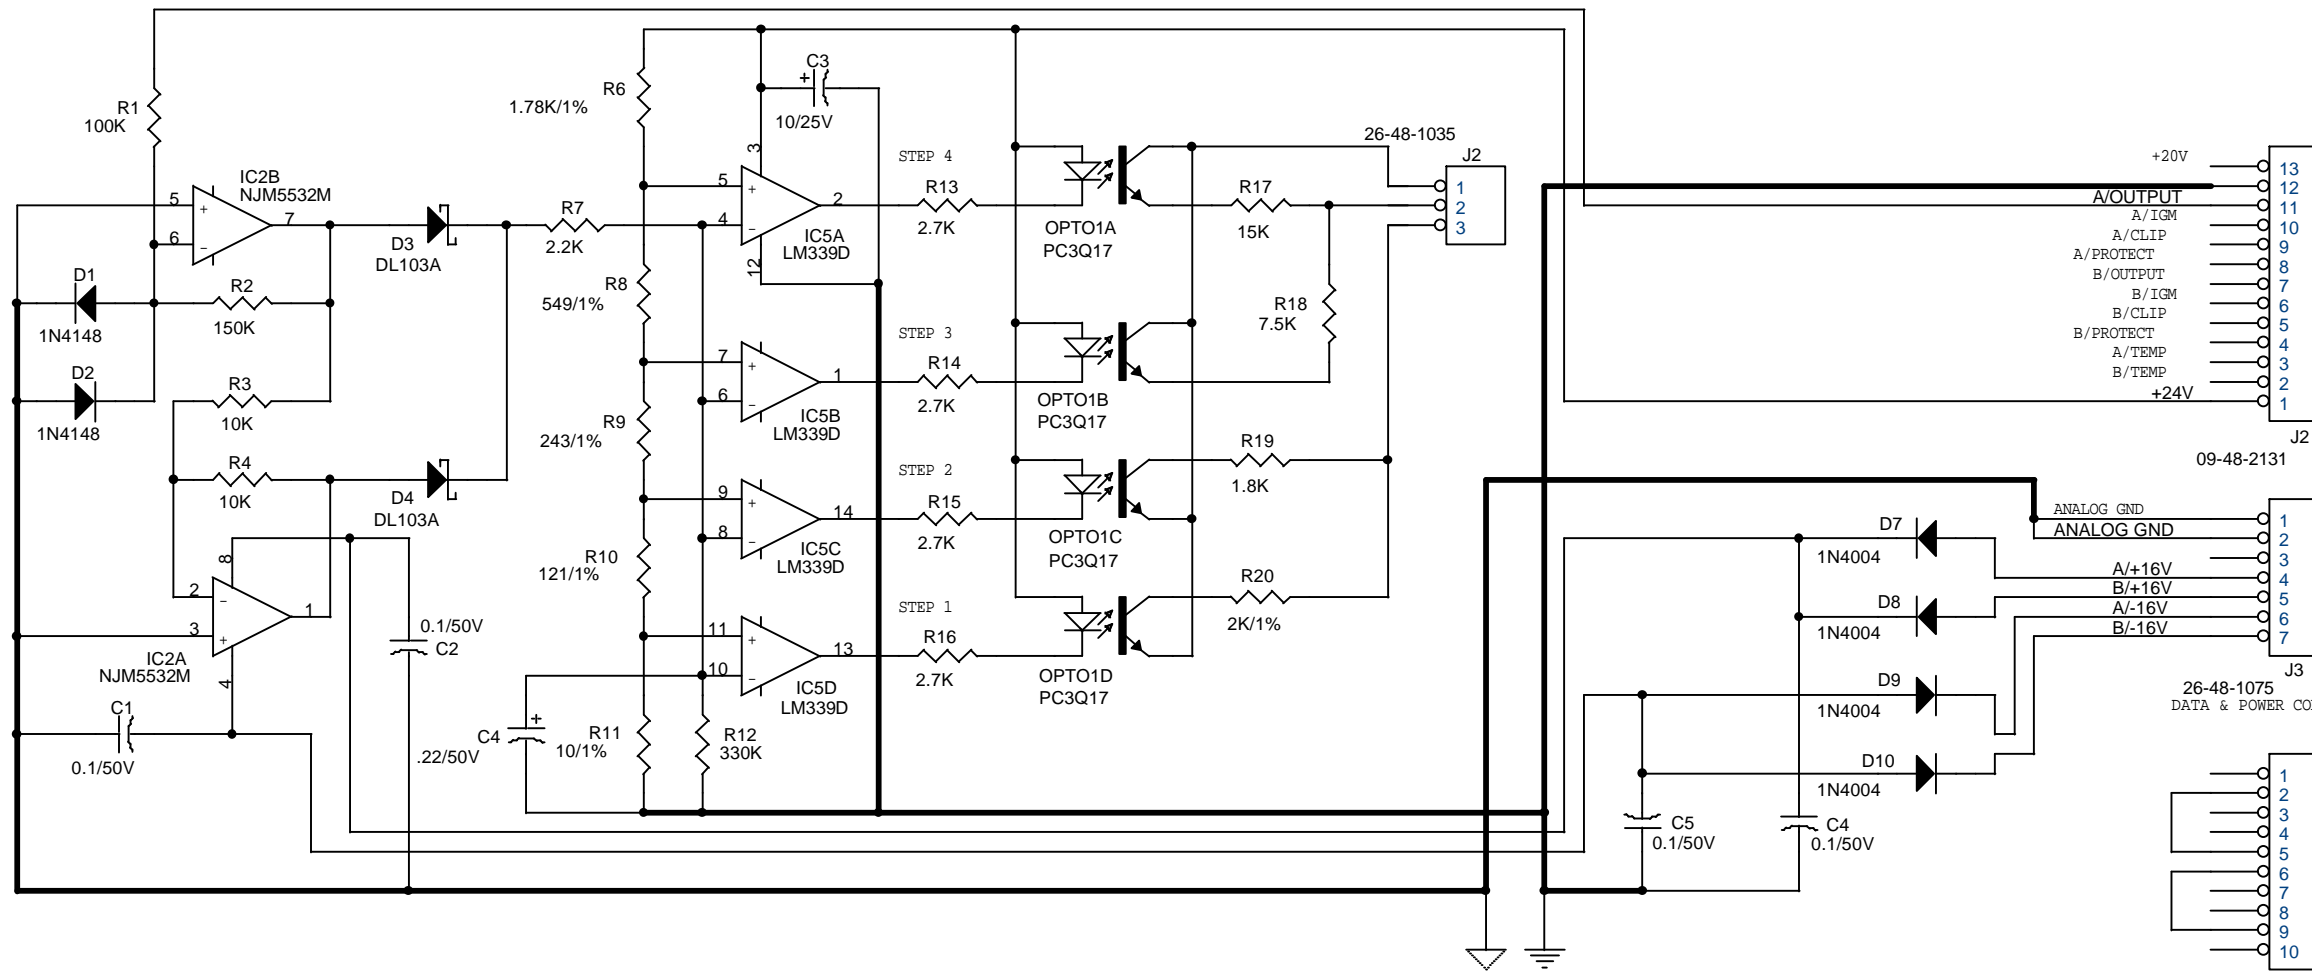 R1
100K
IC2B
NJM5532M
5
6
7
+
−
D1
1N4148
D2
1N4148
R2
150K
R3
10K
R4
10K
D3
DL103A
D4
DL103A
8
2
3
1
4
−
+
IC2A
NJM5532M
C1
0.1/50V
0.1/50V
C2
.22/50V
C4
+
R7
2.2K
R6
1.78K/1%
R8
549/1%
R9
243/1%
R10
121/1%
R11
10/1%
R12
330K
C3
+
10/25V
3
5
4
2
12
+
−
IC5A
LM339D
7
6
1
+
−
IC5B
LM339D
9
8
14
+
−
IC5C
LM339D
11
10
13
+
−
IC5D
LM339D
STEP 4
R13
2.7K
STEP 3
R14
2.7K
STEP 2
R15
2.7K
STEP 1
R16
2.7K
OPTO1A
PC3Q17
OPTO1B
PC3Q17
OPTO1C
PC3Q17
OPTO1D
PC3Q17
R17
15K
R18
7.5K
R19
1.8K
R20
2K/1%
26-48-1035
J2
1
2
3
+20V
13
12
A/OUTPUT
11
A/IGM
10
A/CLIP
9
A/PROTECT
8
B/OUTPUT
7
B/IGM
6
B/CLIP
5
B/PROTECT
4
A/TEMP
3
B/TEMP
2
+24V
1
J2
09-48-2131
ANALOG GND
1
ANALOG GND
2
3
A/+16V
4
B/+16V
5
A/-16V
6
B/-16V
7
J3
26-48-1075
DATA & POWER
D7
1N4004
D8
1N4004
D9
1N4004
D10
1N4004
C5
0.1/50V
C4
0.1/50V
1
2
3
4
5
6
7
8
9
10